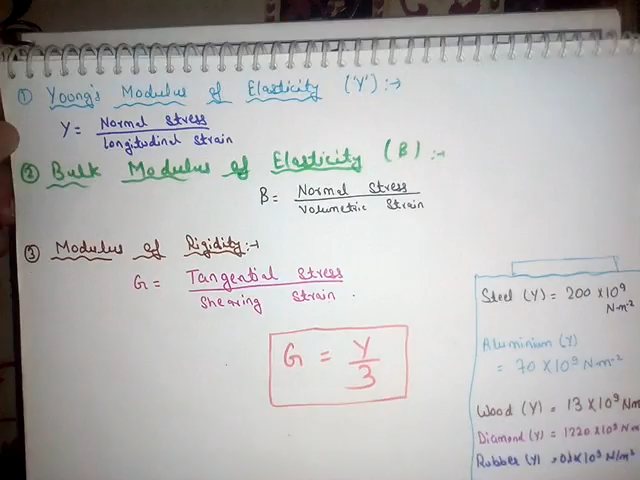 ① Young's Modulus of Elasticity ('Y') :→
Y = Normal Stress / Longitudinal Strain
② Bulk Modulus of Elasticity (B) :→
B = Normal Stress / Volumetric Strain
③ Modulus of Rigidity :→
G = Tangential Stress / Shearing Strain .
G = Y / 3
Steel (Y) = 200 × 10⁹
N-m⁻²
Aluminium (Y)
= 70 × 10⁹ N-m⁻²
Wood (Y) = 13 × 10⁹ Nm
Diamond (Y) = 1220 × 10⁹ N-m
Rubber (Y) = N/m²